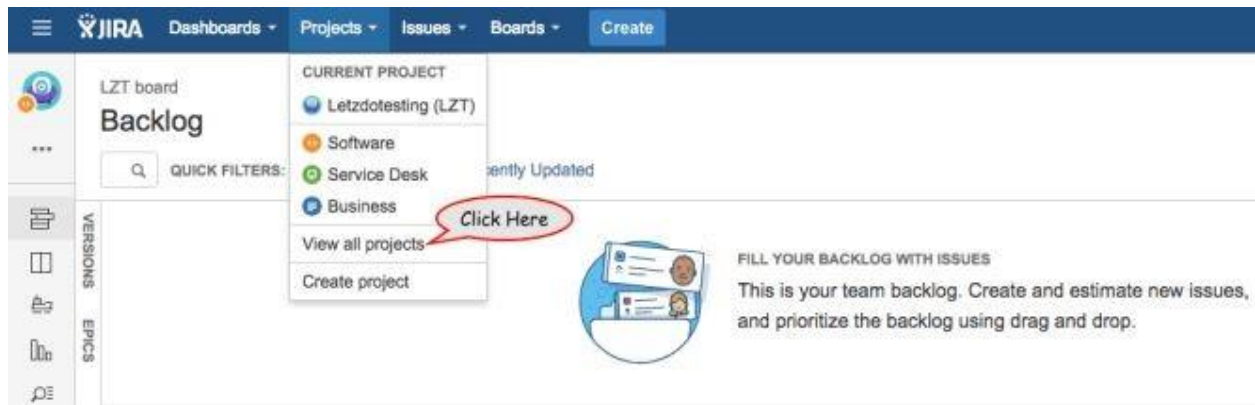 JIRA Dashboards Projects Issues Boards Create
LZT board
Backlog
QUICK FILTERS:
ently Updated
CURRENT PROJECT
Letzdotesting (LZT)
Software
Service Desk
Business
View all projects
Create project
Click Here
VERSIONS
EPICS
FILL YOUR BACKLOG WITH ISSUES
This is your team backlog. Create and estimate new issues,
and prioritize the backlog using drag and drop.